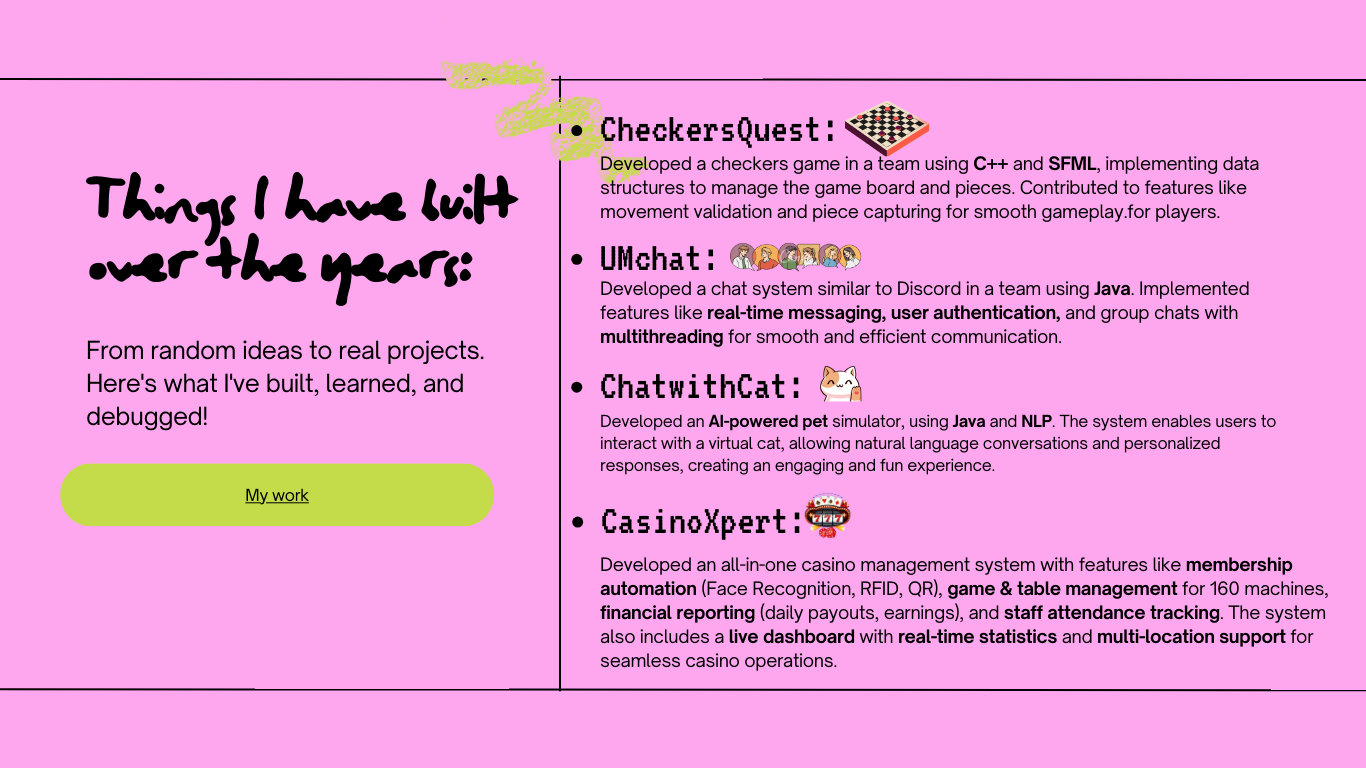 Things I have built
over the years:
From random ideas to real projects.
Here's what I've built, learned, and
debugged!
My work
• CheckersQuest:
Developed a checkers game in a team using C++ and SFML, implementing data
structures to manage the game board and pieces. Contributed to features like
movement validation and piece capturing for smooth gameplay.for players.
• UMchat:
Developed a chat system similar to Discord in a team using Java. Implemented
features like real-time messaging, user authentication, and group chats with
multithreading for smooth and efficient communication.
• ChatwithCat:
Developed an AI-powered pet simulator, using Java and NLP. The system enables users to
interact with a virtual cat, allowing natural language conversations and personalized
responses, creating an engaging and fun experience.
• CasinoXpert:
777
Developed an all-in-one casino management system with features like membership
automation (Face Recognition, RFID, QR), game & table management for 160 machines,
financial reporting (daily payouts, earnings), and staff attendance tracking. The system
also includes a live dashboard with real-time statistics and multi-location support for
seamless casino operations.